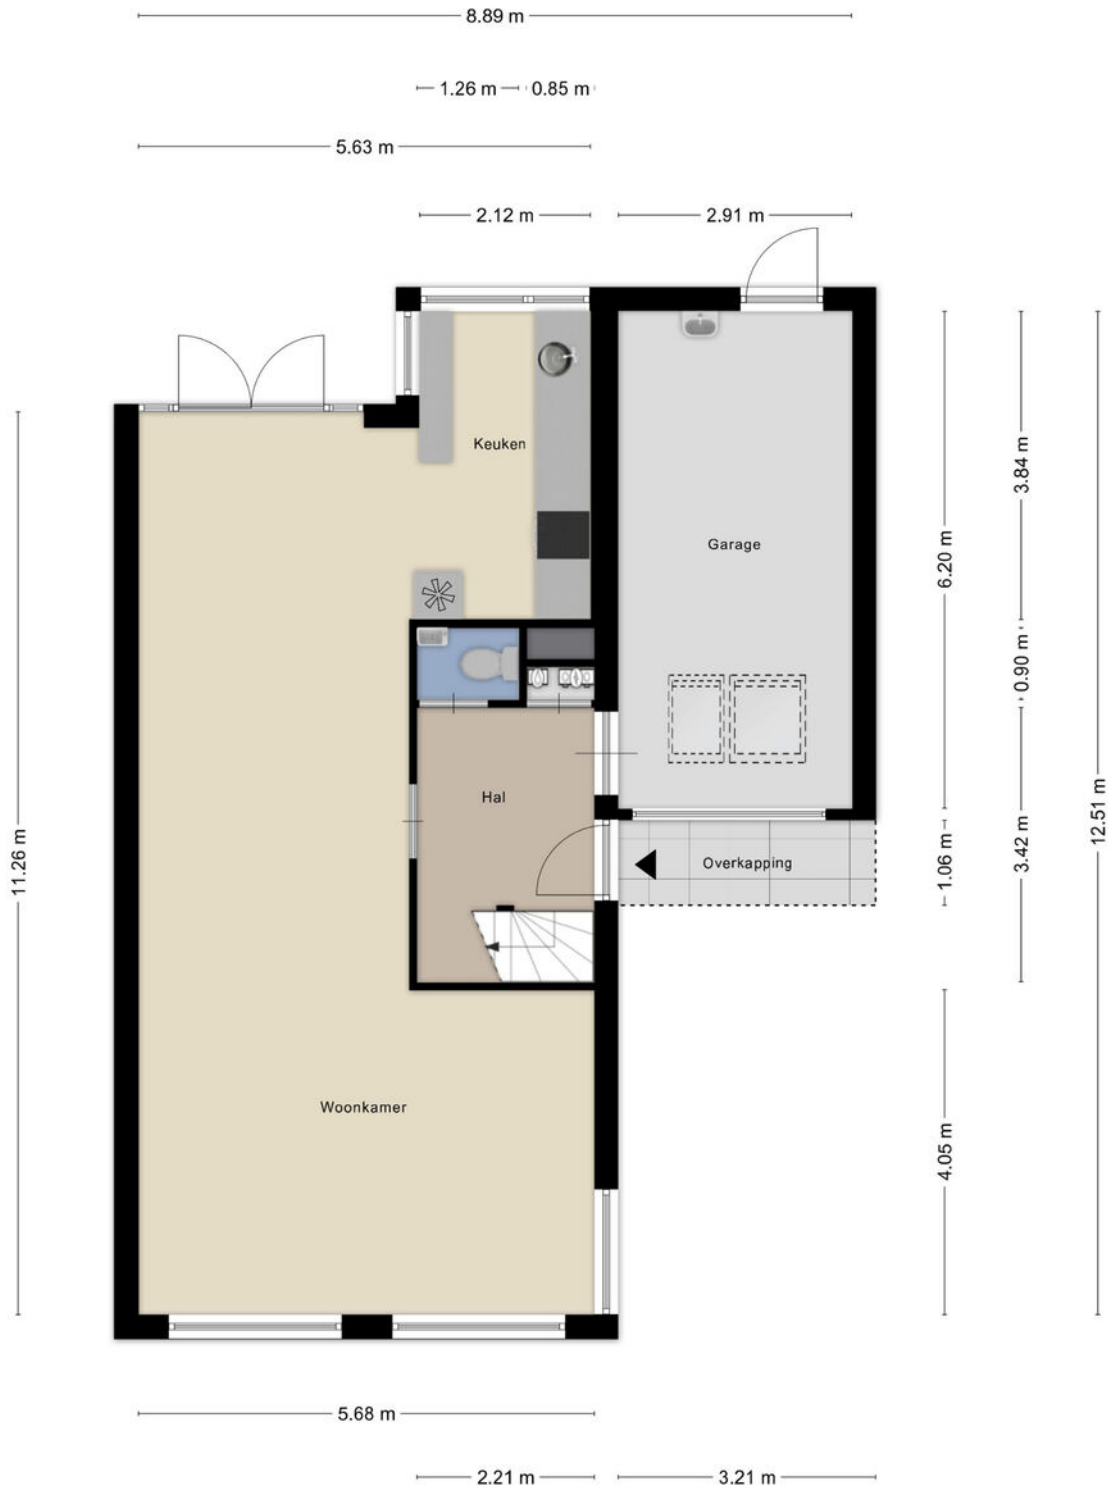 8.89 m
1.26 m 0.85 m
5.63 m
2.12 m 2.91 m
Keuken
3.84 m
Garage
6.20 m
0.90 m
Hal
12.51 m
3.42 m
11.26 m
Overkapping
1.06 m
Woonkamer
4.05 m
5.68 m
2.21 m 3.21 m